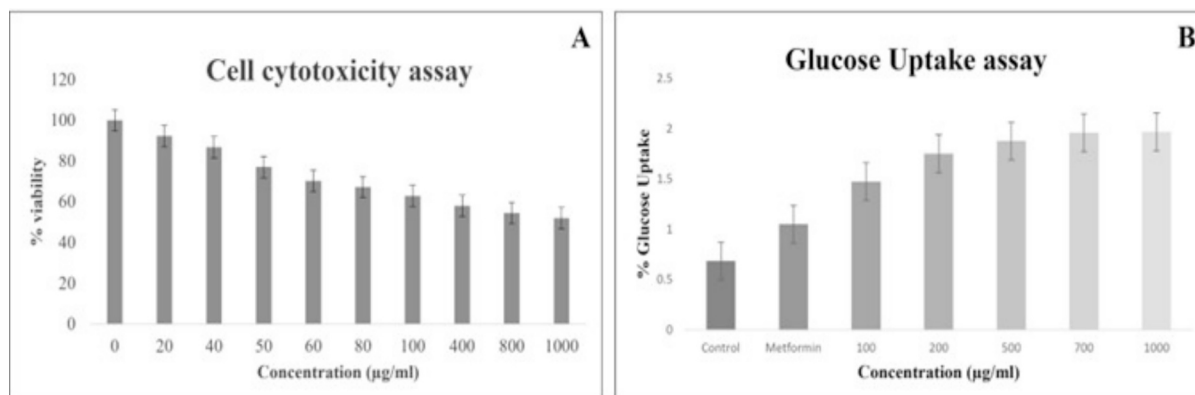 A
Cell cytotoxicity assay
% viability
120
100
80
60
40
20
0
0 20 40 50 60 80 100 400 800 1000
Concentration (µg/ml)
B
Glucose Uptake assay
% Glucose Uptake
2.5
2
1.5
1
0.5
0
Control Metformin 100 200 500 700 1000
Concentration (µg/ml)